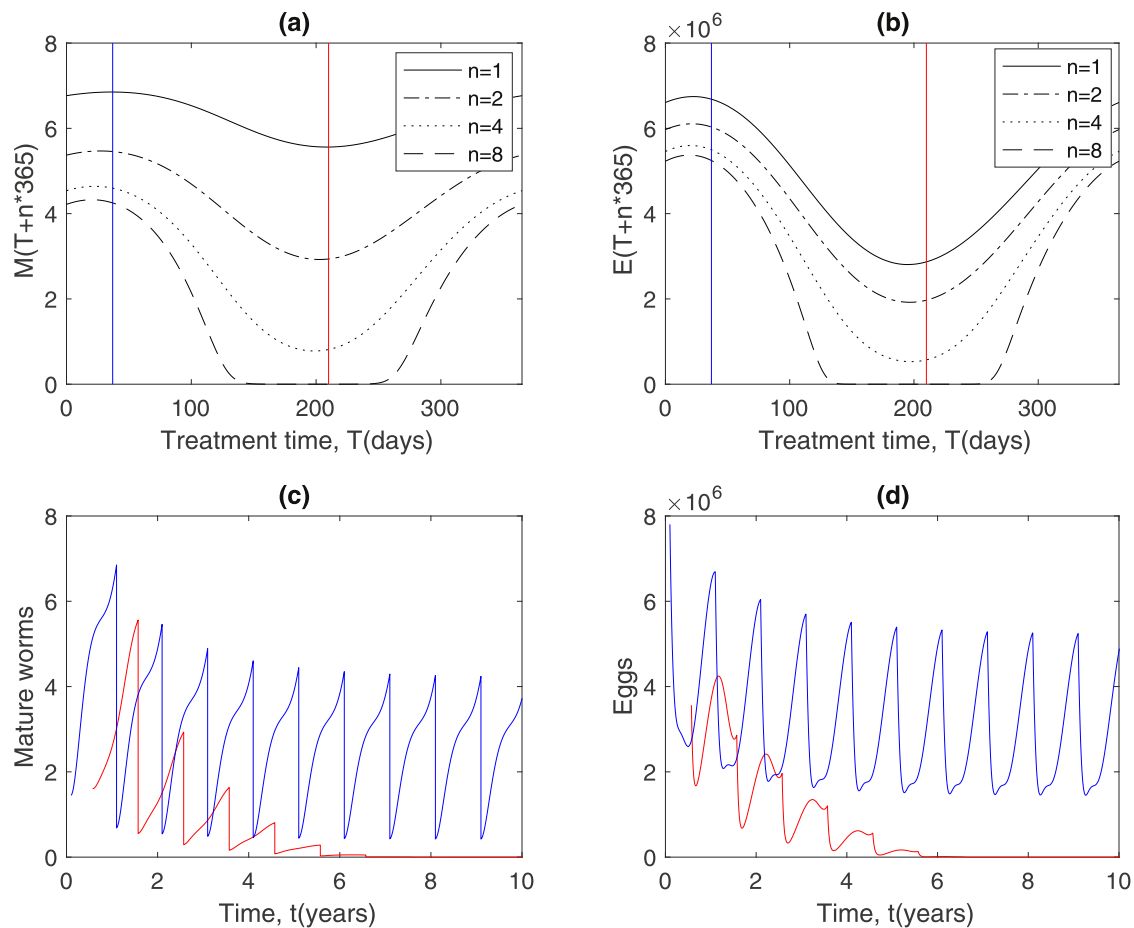 (a)
8
6
4
2
0
M(T+n*365)
n=1
n=2
n=4
n=8
0 100 200 300
Treatment time, T(days)
(b)
×10^6
8
6
4
2
0
E(T+n*365)
n=1
n=2
n=4
n=8
0 100 200 300
Treatment time, T(days)
(c)
8
6
4
2
0
Mature worms
0 2 4 6 8 10
Time, t(years)
(d)
×10^6
8
6
4
2
0
Eggs
0 2 4 6 8 10
Time, t(years)